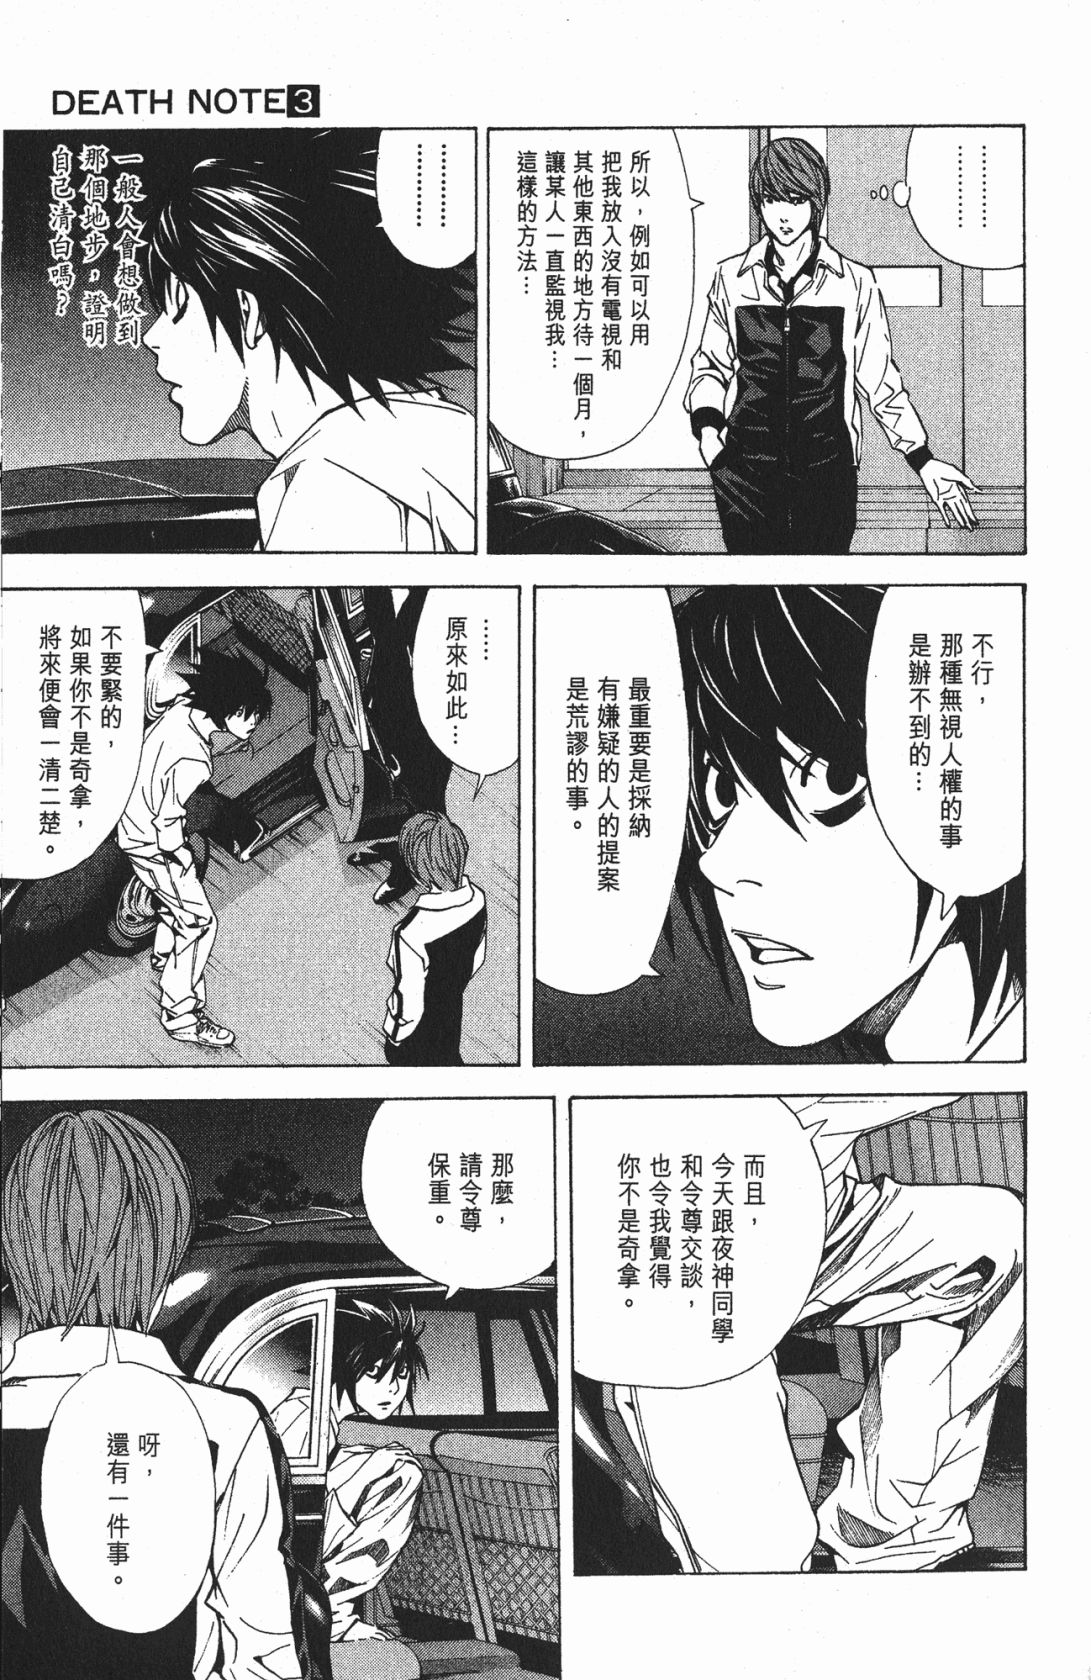 DEATH NOTE 3
…………
所以，例如可以用
把我放入沒有電視和
其他東西的地方待一個月，
讓某人一直監視我…
這樣的方法…
…………
一般人會想做到
那個地步，證明
自己清白嗎？
不行，
那種無視人權的事
是辦不到的…
最重要是採納
有嫌疑的人的提案
是荒謬的事。
……
原來如此…
不要緊的，
如果你不是奇拿，
將來便會一清二楚。
而且，
今天跟夜神同學
和令尊交談，
也令我覺得
你不是奇拿。
那麼，
請令尊
保重。
呀，
還有一件事。